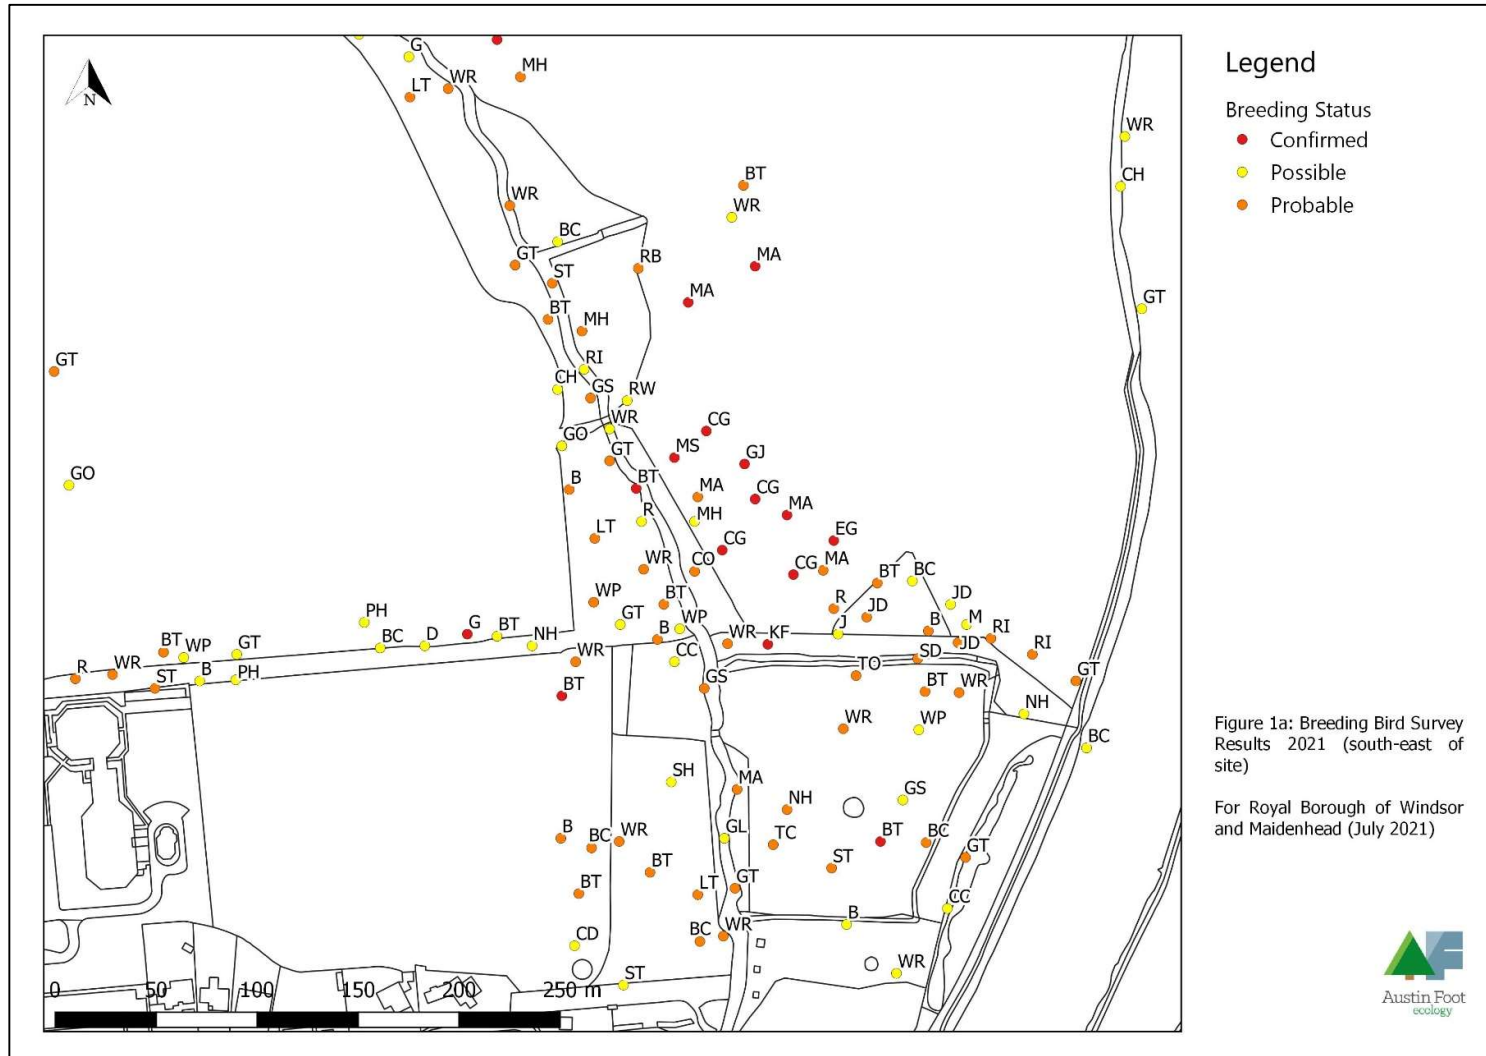 G
MH
LT
WR
N
WR
CH
BT
WR
WR
BC
GT
ST
RB
MA
MA
GT
BT
MH
GT
RI
CH
GS
RW
WR
CG
GO
GT
MS
GJ
GO
B
BT
MA
CG
MA
R
MH
LT
CG
EG
WR
CO
CG
MA
BT
BC
WP
BT
R
JD
JD
M
PH
GT
WP
J
B
RI
G
BT
NH
B
WR
KF
JD
RI
BT
WP
GT
BC
D
WR
CC
SD
R
WR
B
PH
ST
BT
GS
TO
BT
WR
GT
NH
WR
WP
BC
SH
MA
NH
GS
B
BC
WR
GL
TC
BT
BC
GT
BT
ST
BT
LT
GT
CC
B
CD
BC
WR
WR
ST
0 50 100 150 200 250 m
Legend
Breeding Status
Confirmed
Possible
Probable
Figure 1a: Breeding Bird Survey
Results 2021 (south-east of
site)
For Royal Borough of Windsor
and Maidenhead (July 2021)
Austin Foot
ecology